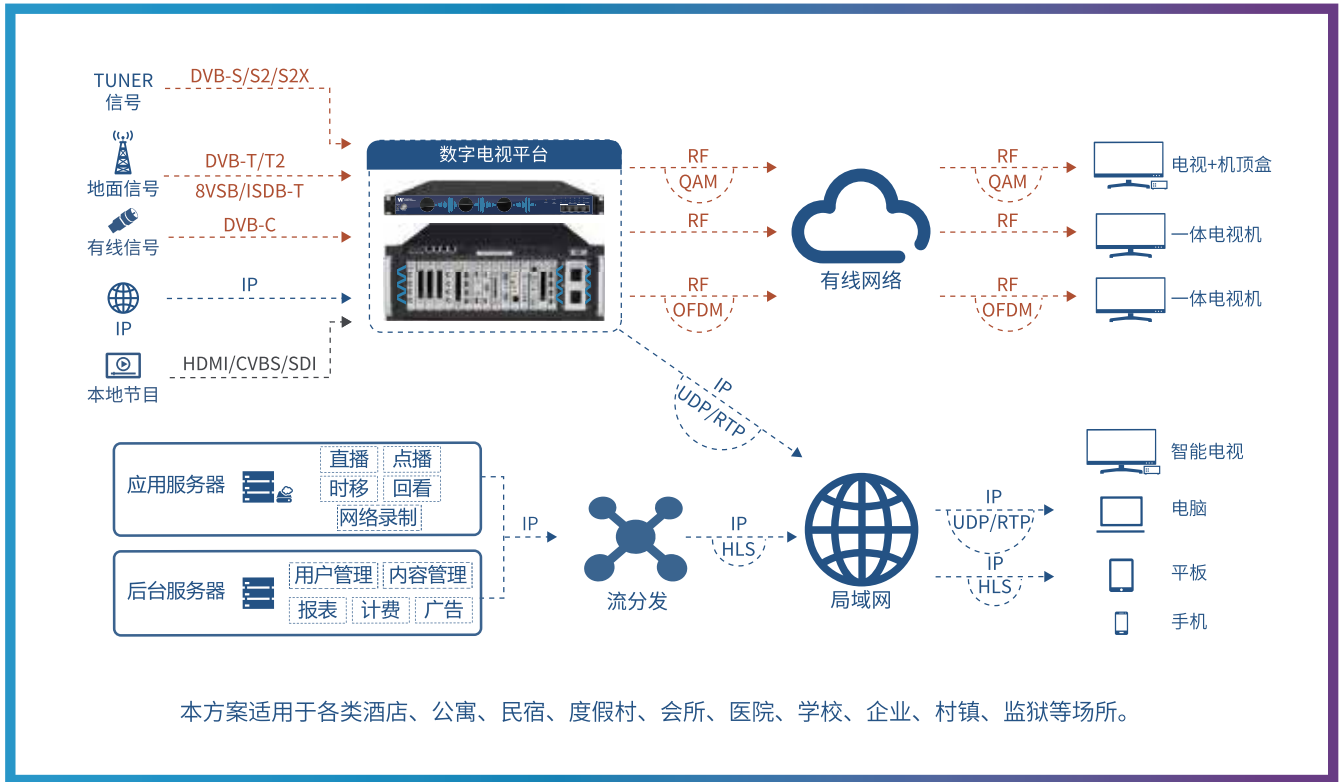 TUNER
信号
DVB-S/S2/S2X
地面信号
DVB-T/T2
8VSB/ISDB-T
有线信号
DVB-C
IP
IP
本地节目
HDMI/CVBS/SDI
数字电视平台
RF
QAM
RF
RF
OFDM
有线网络
RF
QAM
RF
RF
OFDM
电视+机顶盒
一体电视机
一体电视机
IP
UDP/RTP
应用服务器
直播
点播
时移
回看
网络录制
后台服务器
用户管理
内容管理
报表
计费
广告
IP
流分发
IP
HLS
局域网
IP
UDP/RTP
IP
HLS
智能电视
电脑
平板
手机
本方案适用于各类酒店、公寓、民宿、度假村、会所、医院、学校、企业、村镇、监狱等场所。